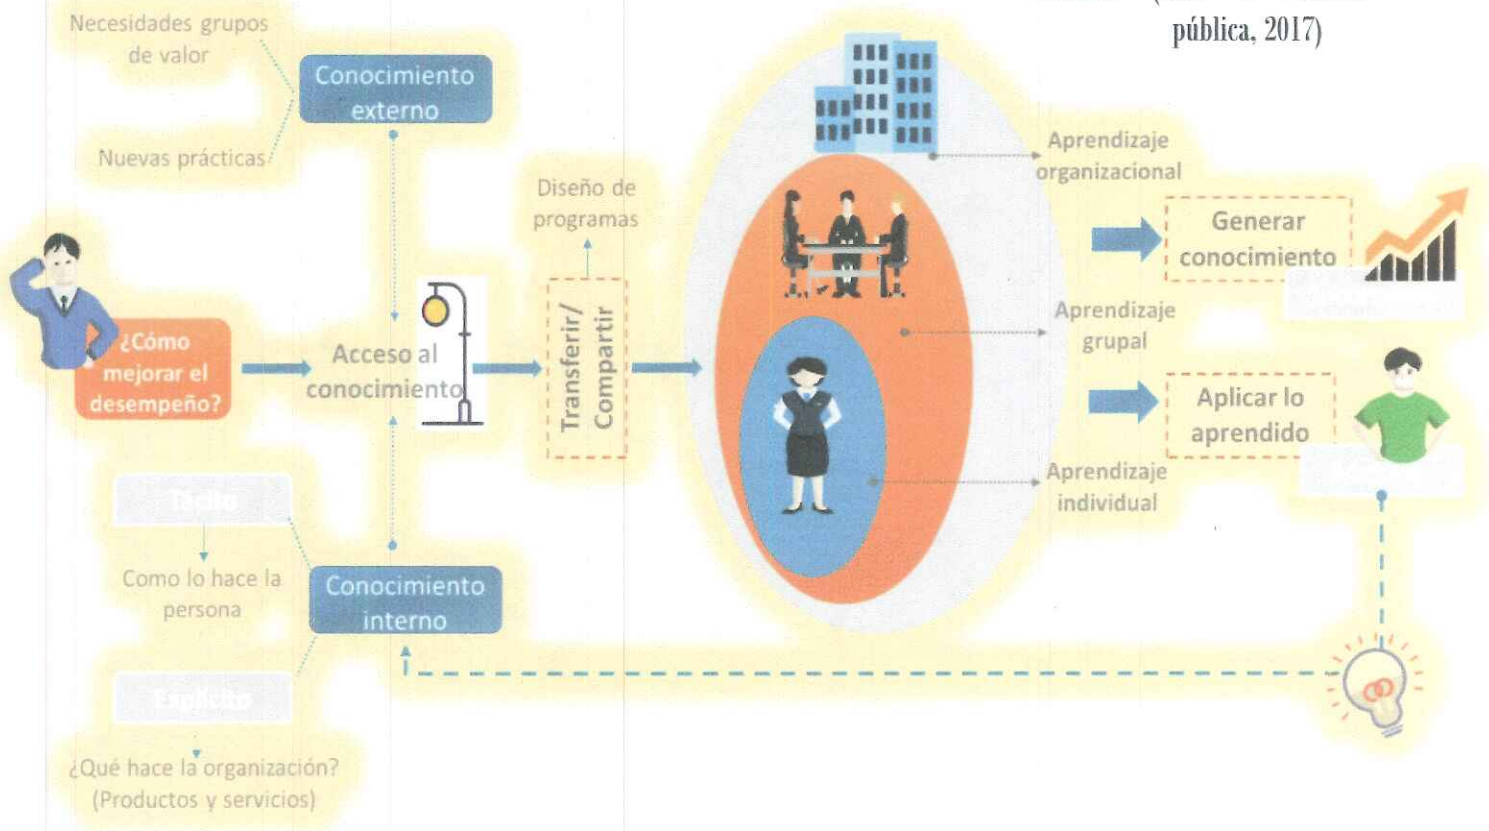 pública, 2017)
Necesidades grupos
de valor
Conocimiento
externo
Nuevas prácticas
¿Cómo
mejorar el
desempeño?
Acceso al
conocimiento
Diseño de
programas
Transferir/
Compartir
Aprendizaje
organizacional
Aprendizaje
grupal
Aprendizaje
individual
Generar
conocimiento
Aplicar lo
aprendido
Tácito
Como lo hace la
persona
Conocimiento
interno
Explícito
¿Qué hace la organización?
(Productos y servicios)